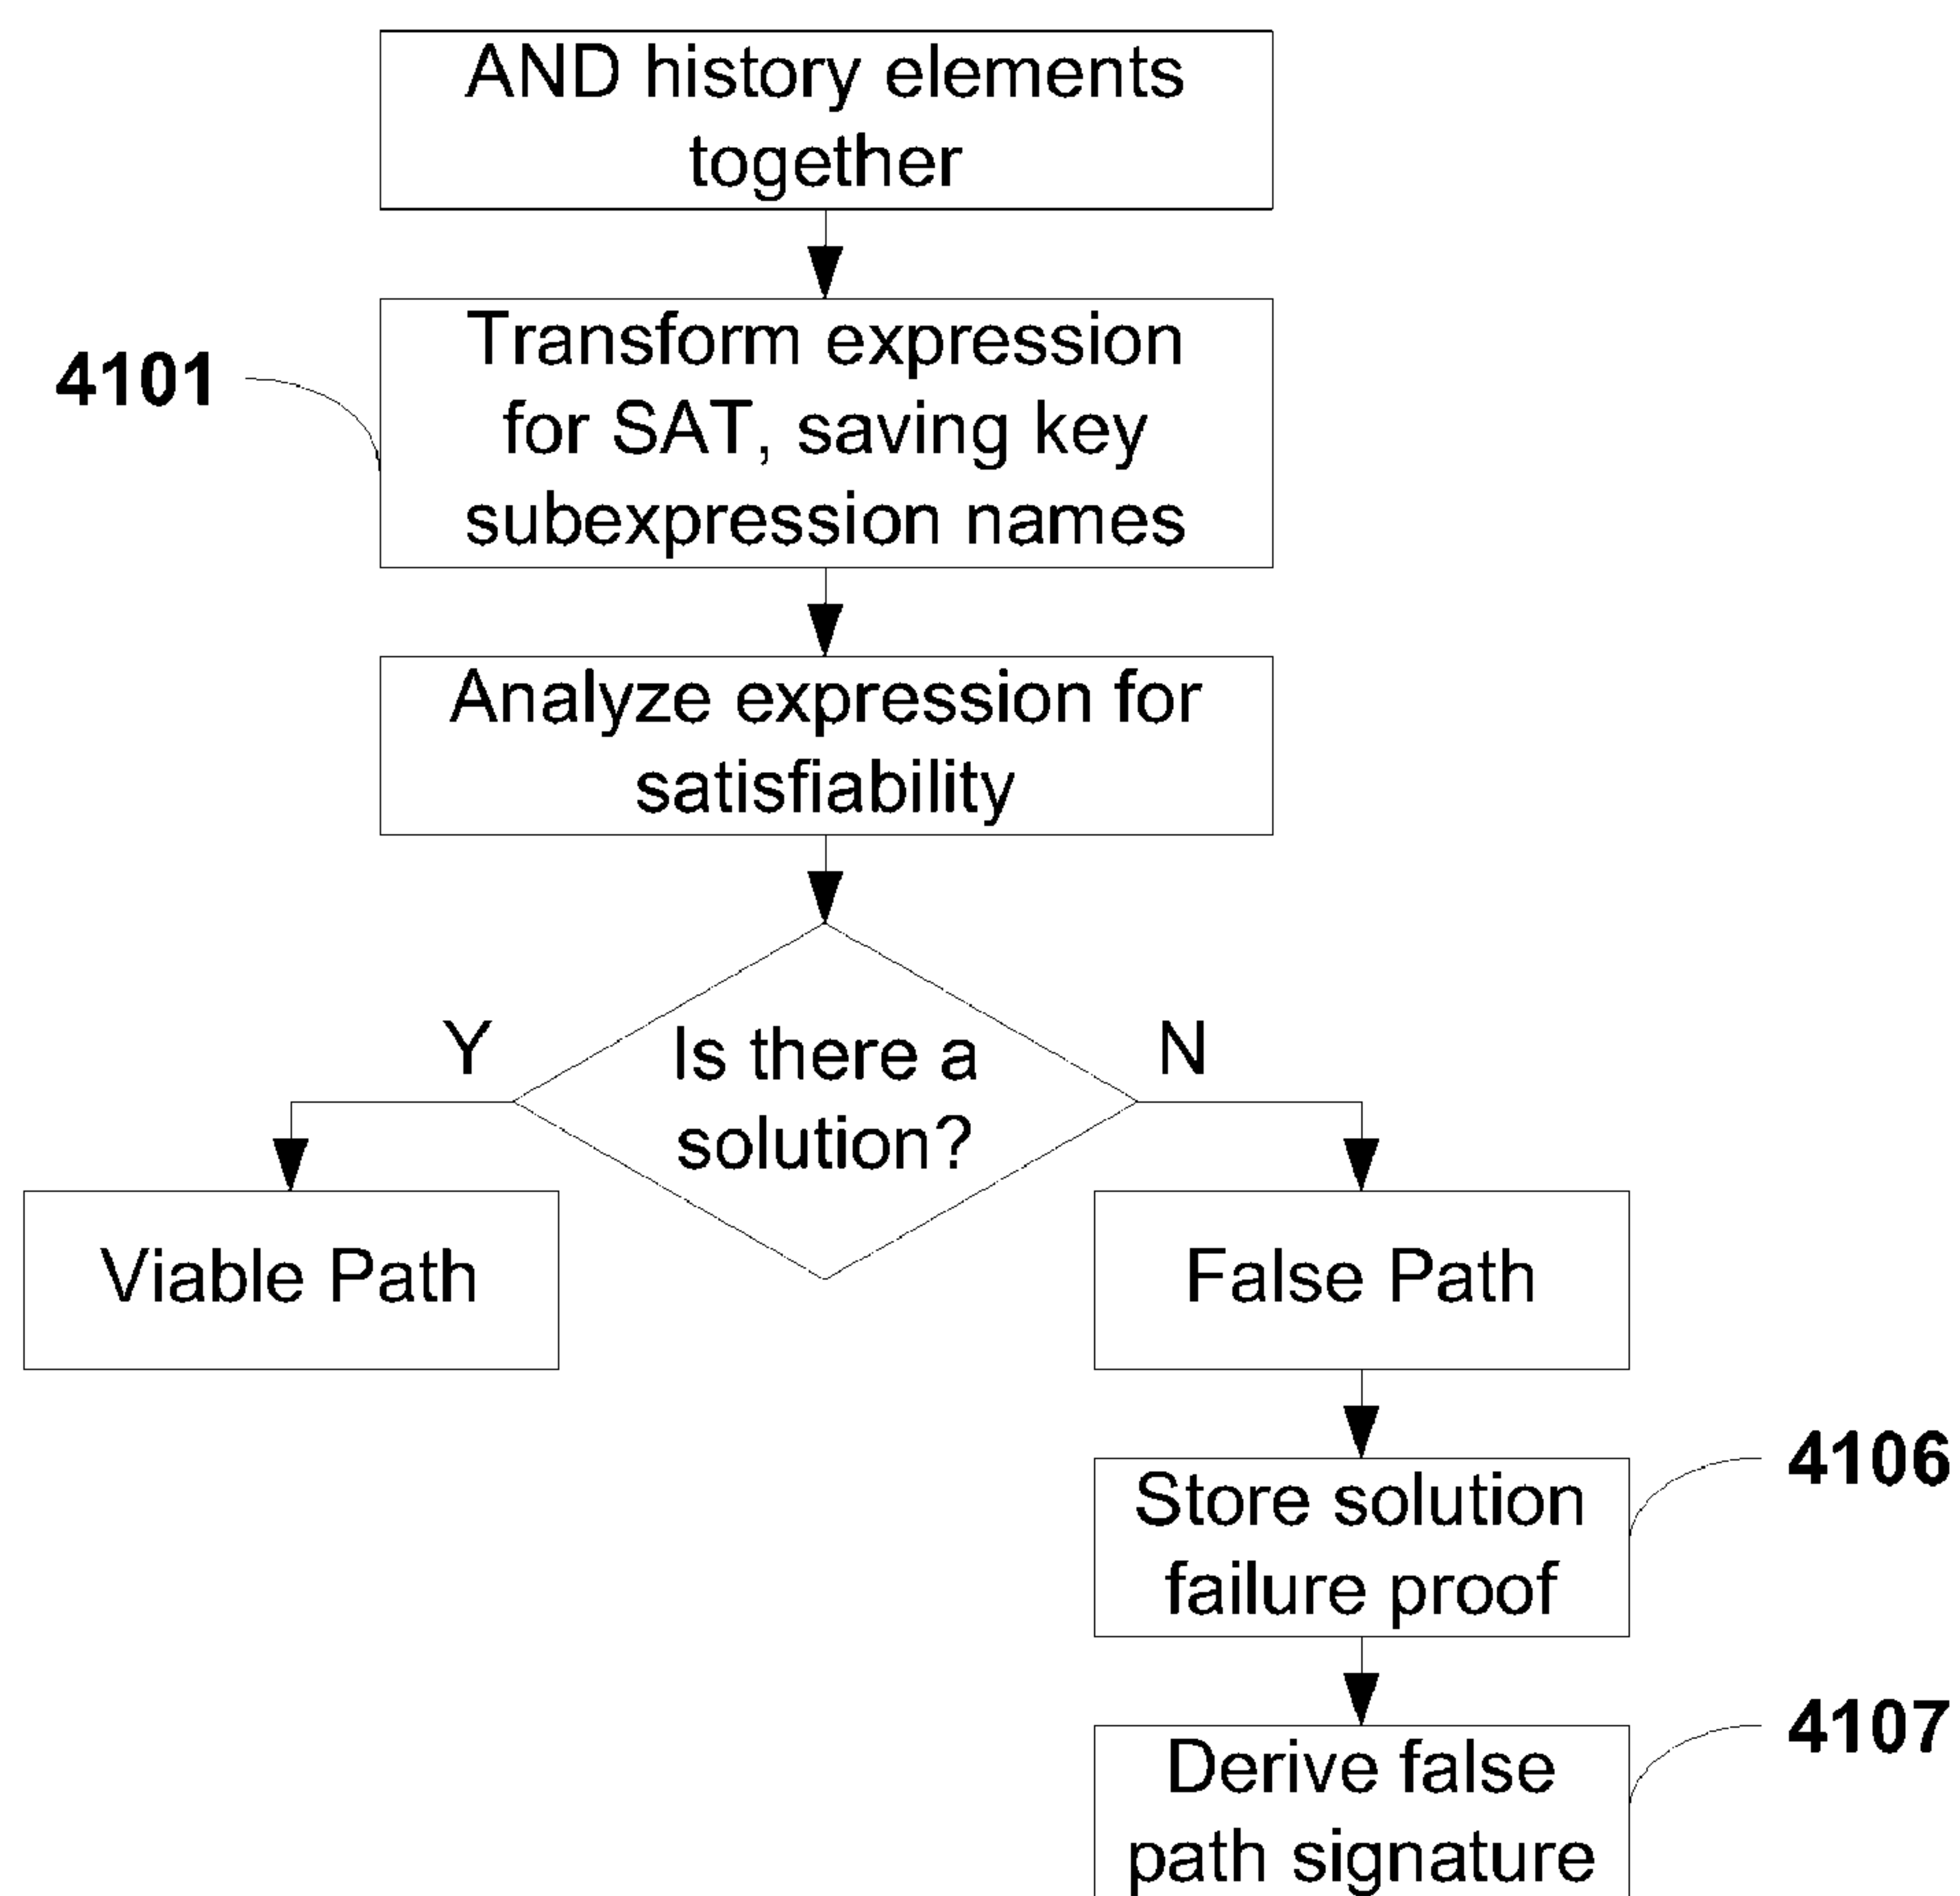 AND history elements
together
4101
Transform expression
for SAT, saving key
subexpression names
Analyze expression for
satisfiability
Y
Is there a
solution?
N
Viable Path
False Path
4106
Store solution
failure proof
4107
Derive false
path signature